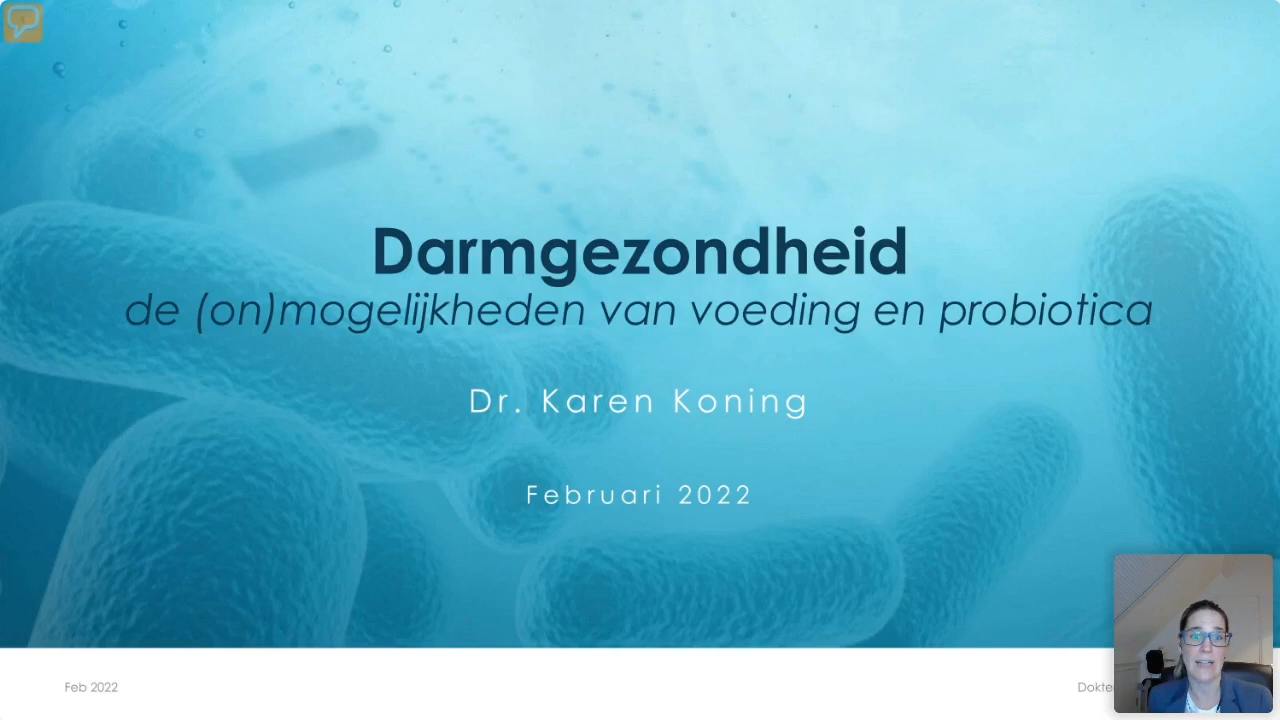 Darmgezondheid
de (on)mogelijkheden van voeding en probiotica
Dr. Karen Koning
Februari 2022
Feb 2022